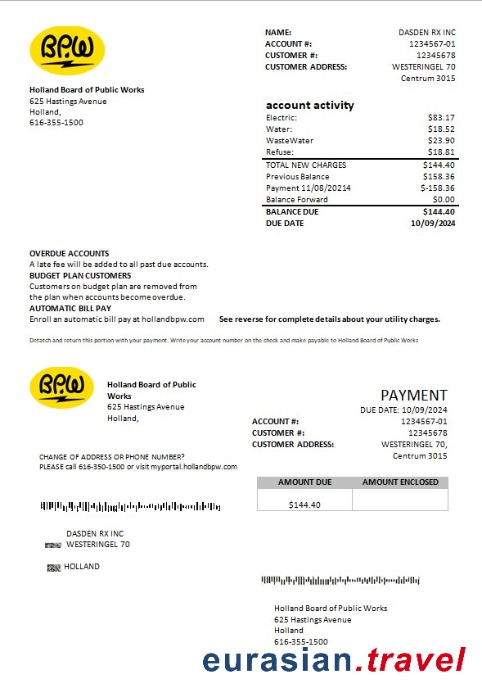 BPW
NAME: DASDEN RX INC
ACCOUNT #: 1234567-01
CUSTOMER #: 12345678
CUSTOMER ADDRESS: WESTERINGEL 70
Centrum 3015
Holland Board of Public Works
625 Hastings Avenue
Holland,
616-355-1500
account activity
Electric: $83.17
Water: $18.52
WasteWater $23.90
Refuse: $18.81
TOTAL NEW CHARGES $144.40
Previous Balance $158.36
Payment 11/08/20214 $-158.36
Balance Forward $0.00
BALANCE DUE $144.40
DUE DATE 10/09/2024
OVERDUE ACCOUNTS
A late fee will be added to all past due accounts.
BUDGET PLAN CUSTOMERS
Customers on budget plan are removed from
the plan when accounts become overdue.
AUTOMATIC BILL PAY
Enroll an automatic bill pay at hollandbpw.com See reverse for complete details about your utility charges.
Detatch and return this portion with your payment. Write your account number on the check and make payable to Holland Board of Public Works
BPW
Holland Board of Public
Works
625 Hastings Avenue
Holland,
PAYMENT
DUE DATE: 10/09/2024
ACCOUNT #: 1234567-01
CUSTOMER #: 12345678
CUSTOMER ADDRESS: WESTERINGEL 70,
Centrum 3015
CHANGE OF ADDRESS OR PHONE NUMBER?
PLEASE call 616-350-1500 or visit myportal.hollandbpw.com
AMOUNT DUE AMOUNT ENCLOSED
$144.40
DASDEN RX INC
WESTERINGEL 70
HOLLAND
Holland Board of Public Works
625 Hastings Avenue
Holland
616-355-1500
eurasian.travel